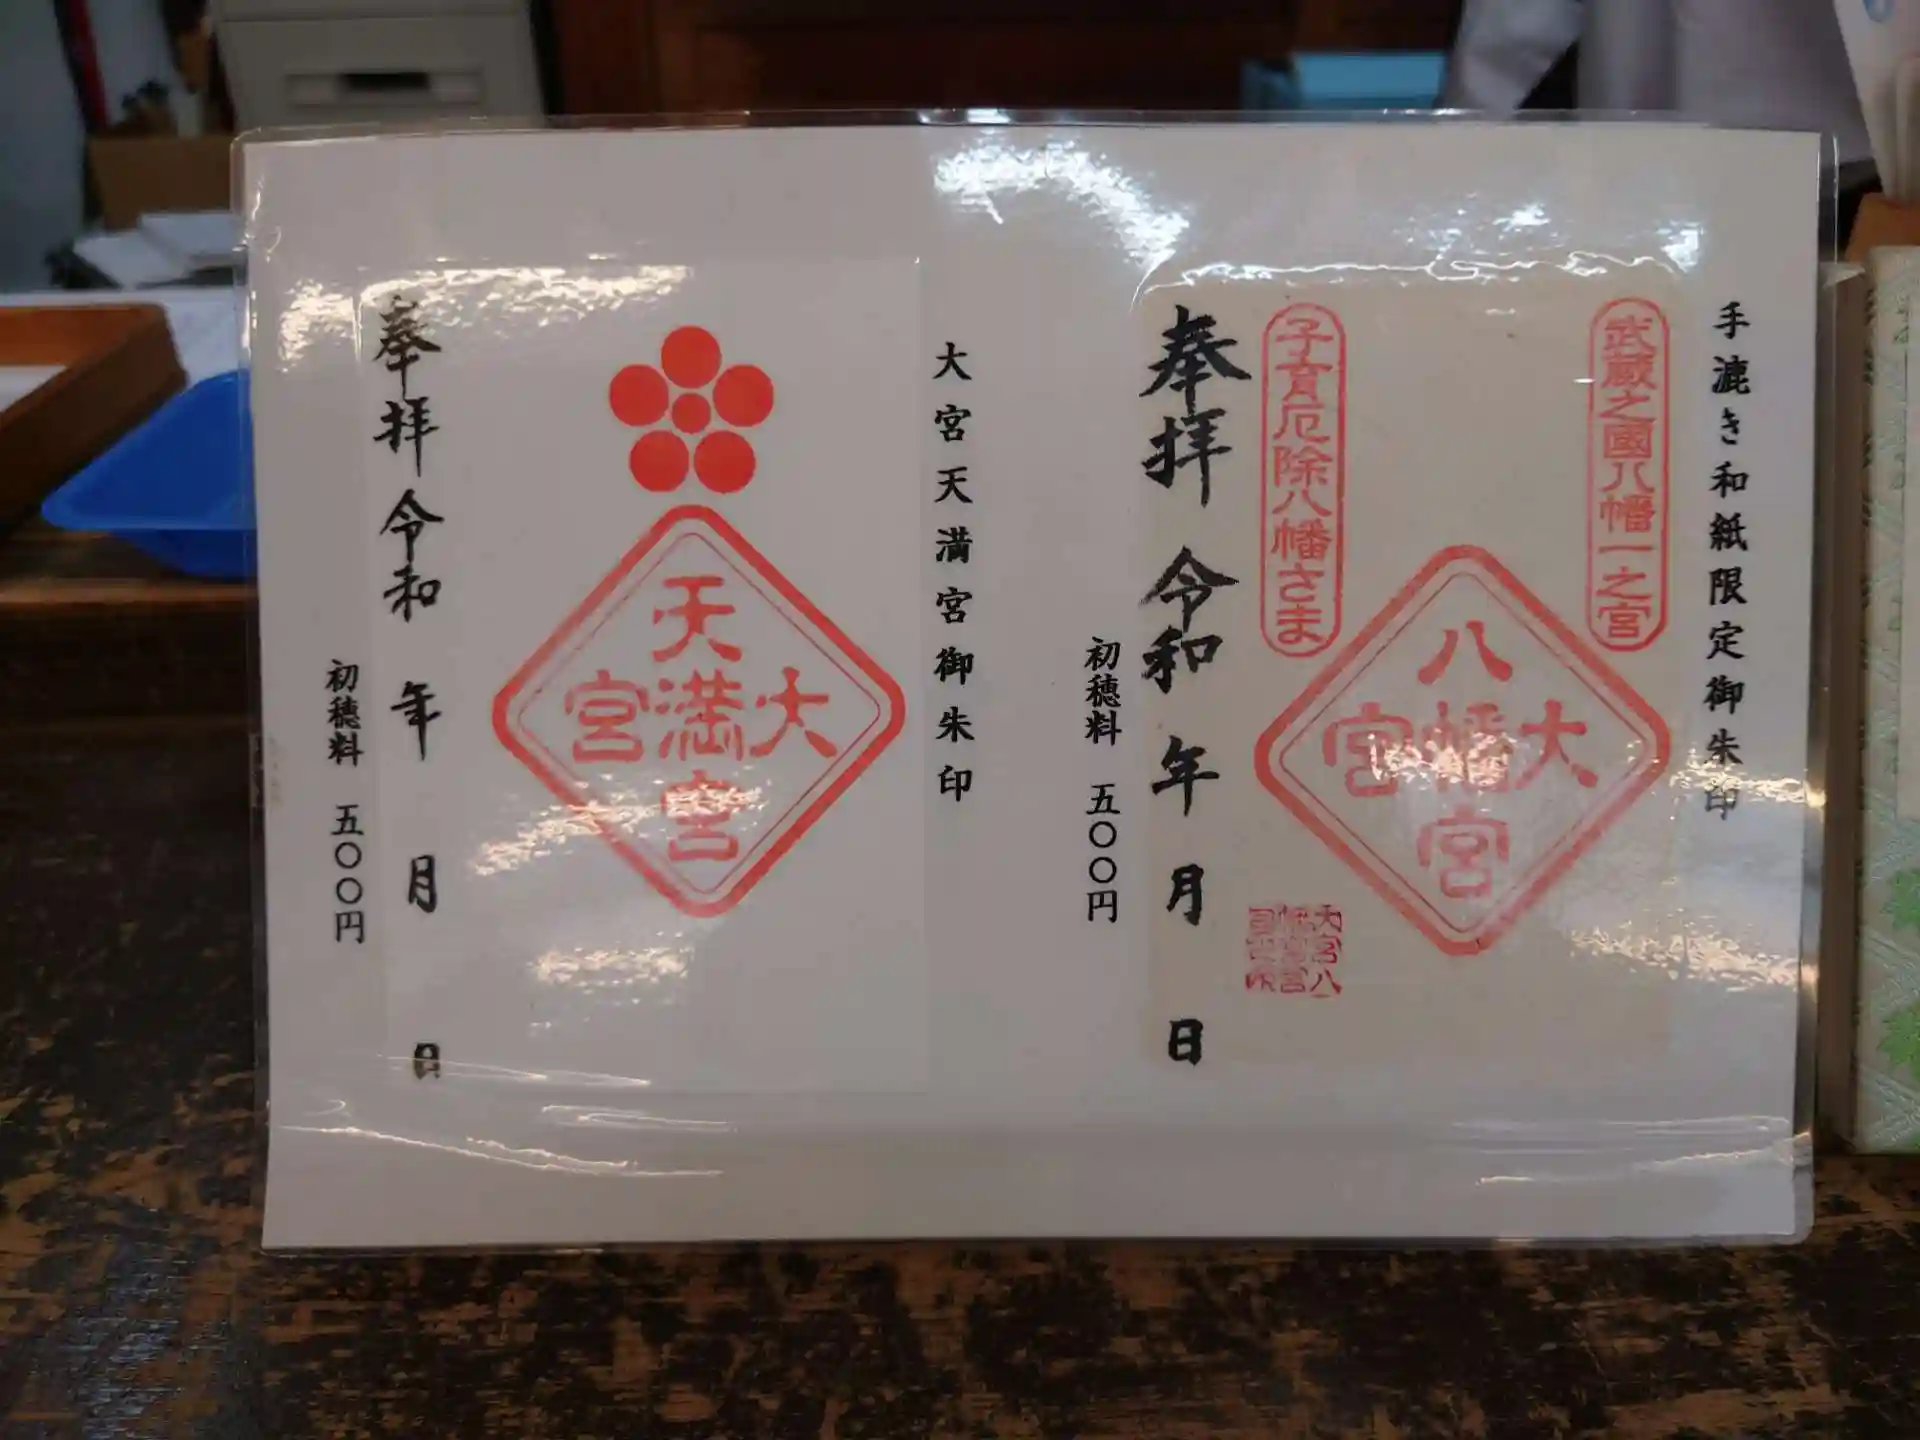 手漉き和紙限定御朱印
武蔵之國八幡一之宮
大宮
八幡宮
子育厄除八幡さま
奉拝 令和 年 月 日
初穂料 五〇〇円
大宮天満宮御朱印
大宮
天満宮
奉拝 令和 年 月 日
初穂料 五〇〇円